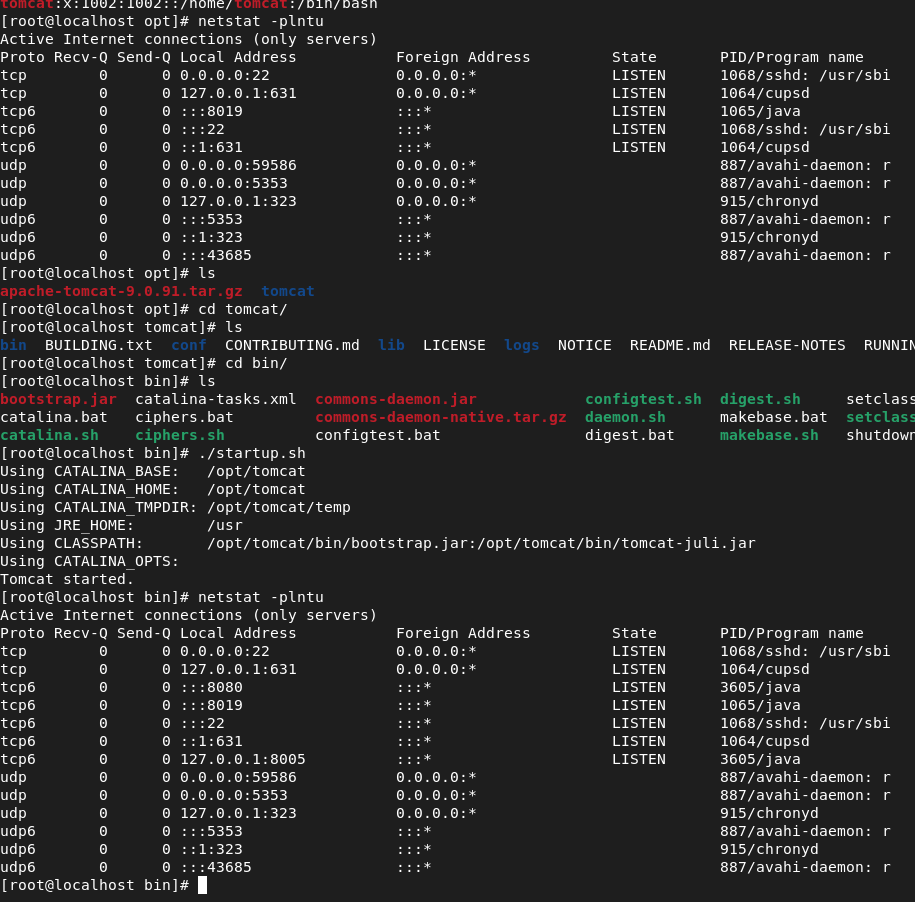 tomcat:x:1002:1002::/home/tomcat:/bin/bash
[root@localhost opt]# netstat -plntu
Active Internet connections (only servers)
Proto Recv-Q Send-Q Local Address           Foreign Address         State       PID/Program name
tcp        0      0 0.0.0.0:22              0.0.0.0:*               LISTEN      1068/sshd: /usr/sbi
tcp        0      0 127.0.0.1:631           0.0.0.0:*               LISTEN      1064/cupsd
tcp6       0      0 :::8019                 :::*                    LISTEN      1065/java
tcp6       0      0 :::22                   :::*                    LISTEN      1068/sshd: /usr/sbi
tcp6       0      0 ::1:631                 :::*                    LISTEN      1064/cupsd
udp        0      0 0.0.0.0:59586           0.0.0.0:*                           887/avahi-daemon: r
udp        0      0 0.0.0.0:5353            0.0.0.0:*                           887/avahi-daemon: r
udp        0      0 127.0.0.1:323           0.0.0.0:*                           915/chronyd
udp6       0      0 :::5353                 :::*                                887/avahi-daemon: r
udp6       0      0 ::1:323                 :::*                                915/chronyd
udp6       0      0 :::43685                :::*                                887/avahi-daemon: r
[root@localhost opt]# ls
apache-tomcat-9.0.91.tar.gz  tomcat
[root@localhost opt]# cd tomcat/
[root@localhost tomcat]# ls
bin  BUILDING.txt  conf  CONTRIBUTING.md  lib  LICENSE  logs  NOTICE  README.md  RELEASE-NOTES  RUNNIN
[root@localhost tomcat]# cd bin/
[root@localhost bin]# ls
bootstrap.jar  catalina-tasks.xml  commons-daemon.jar            configtest.sh  digest.sh     setclass
catalina.bat   ciphers.bat         commons-daemon-native.tar.gz  daemon.sh      makebase.bat  setclass
catalina.sh    ciphers.sh          configtest.bat                digest.bat     makebase.sh   shutdown
[root@localhost bin]# ./startup.sh
Using CATALINA_BASE:   /opt/tomcat
Using CATALINA_HOME:   /opt/tomcat
Using CATALINA_TMPDIR: /opt/tomcat/temp
Using JRE_HOME:        /usr
Using CLASSPATH:       /opt/tomcat/bin/bootstrap.jar:/opt/tomcat/bin/tomcat-juli.jar
Using CATALINA_OPTS:
Tomcat started.
[root@localhost bin]# netstat -plntu
Active Internet connections (only servers)
Proto Recv-Q Send-Q Local Address           Foreign Address         State       PID/Program name
tcp        0      0 0.0.0.0:22              0.0.0.0:*               LISTEN      1068/sshd: /usr/sbi
tcp        0      0 127.0.0.1:631           0.0.0.0:*               LISTEN      1064/cupsd
tcp6       0      0 :::8080                 :::*                    LISTEN      3605/java
tcp6       0      0 :::8019                 :::*                    LISTEN      1065/java
tcp6       0      0 :::22                   :::*                    LISTEN      1068/sshd: /usr/sbi
tcp6       0      0 ::1:631                 :::*                    LISTEN      1064/cupsd
tcp6       0      0 127.0.0.1:8005          :::*                    LISTEN      3605/java
udp        0      0 0.0.0.0:59586           0.0.0.0:*                           887/avahi-daemon: r
udp        0      0 0.0.0.0:5353            0.0.0.0:*                           887/avahi-daemon: r
udp        0      0 127.0.0.1:323           0.0.0.0:*                           915/chronyd
udp6       0      0 :::5353                 :::*                                887/avahi-daemon: r
udp6       0      0 ::1:323                 :::*                                915/chronyd
udp6       0      0 :::43685                :::*                                887/avahi-daemon: r
[root@localhost bin]#